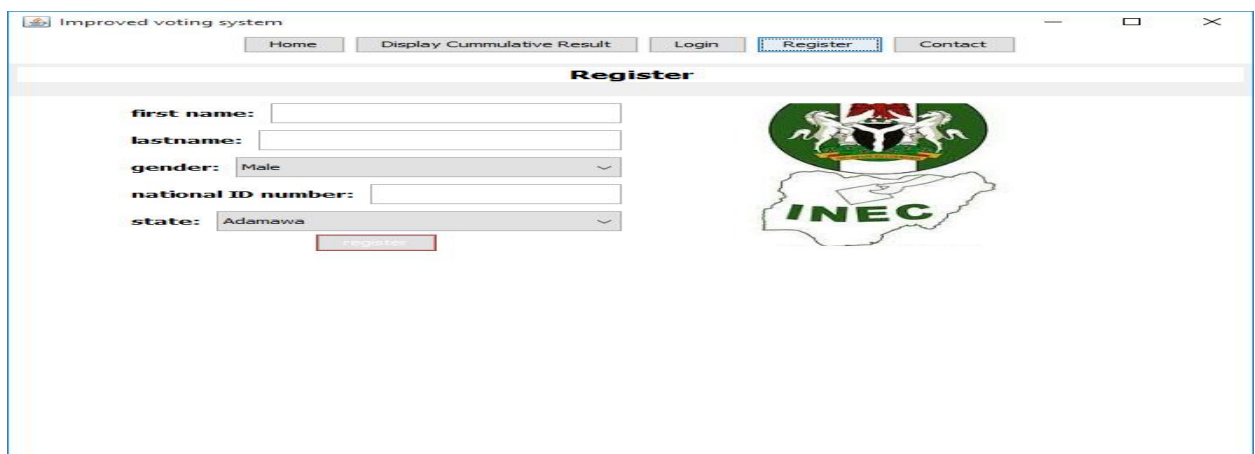 Improved voting system
Home Display Cummulative Result Login Register Contact
Register
first name:
lastname:
gender: Male
national ID number:
state: Adamawa
register
INEC